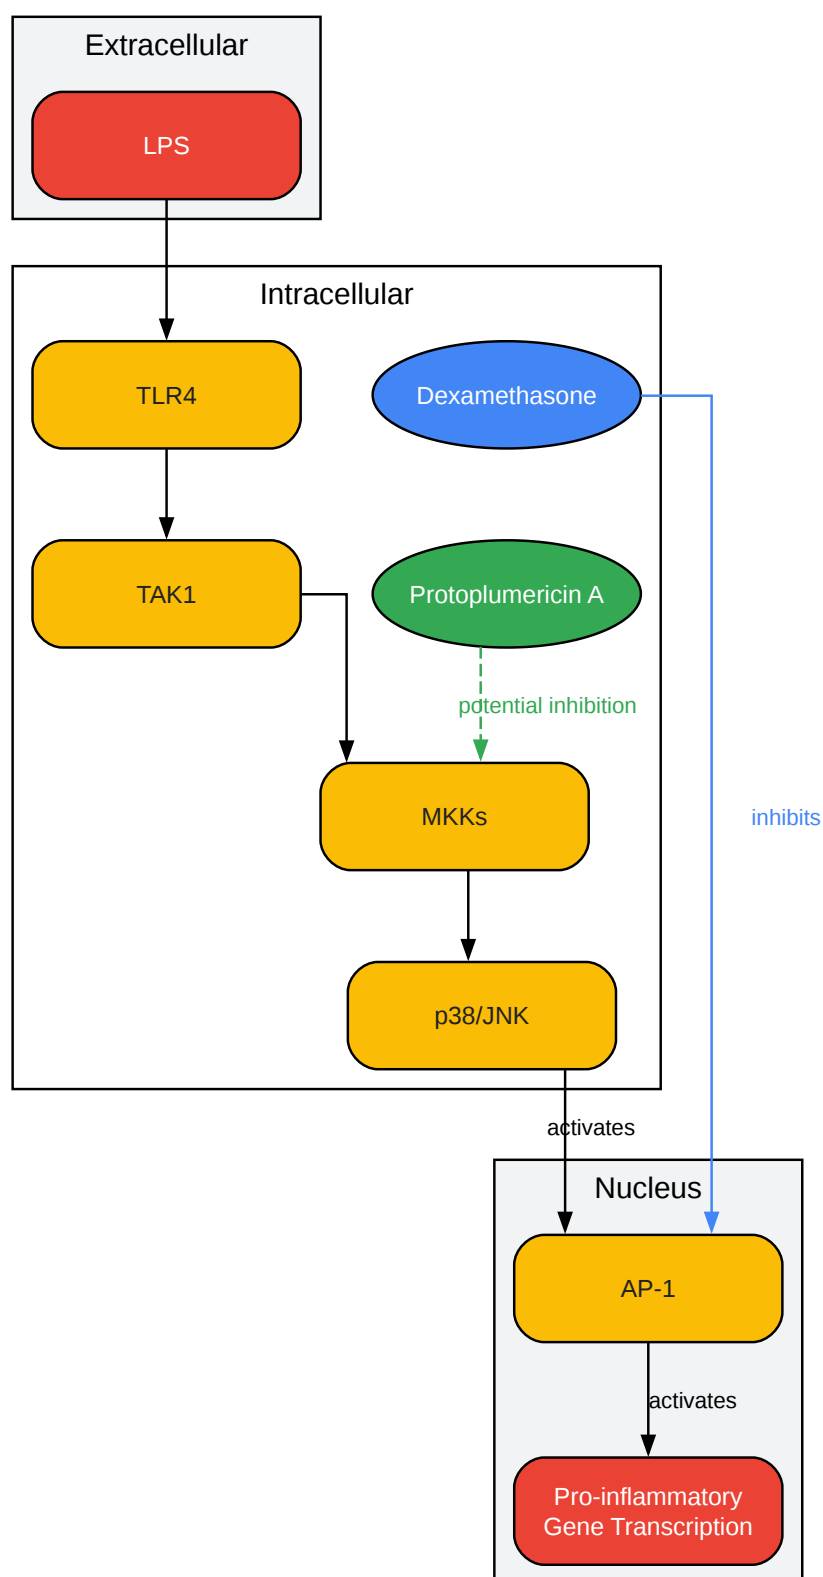 Extracellular
LPS
Intracellular
TLR4
Dexamethasone
TAK1
Protoplumericin A
potential inhibition
MKKs
inhibits
p38/JNK
activates
Nucleus
AP-1
activates
Pro-inflammatory
Gene Transcription